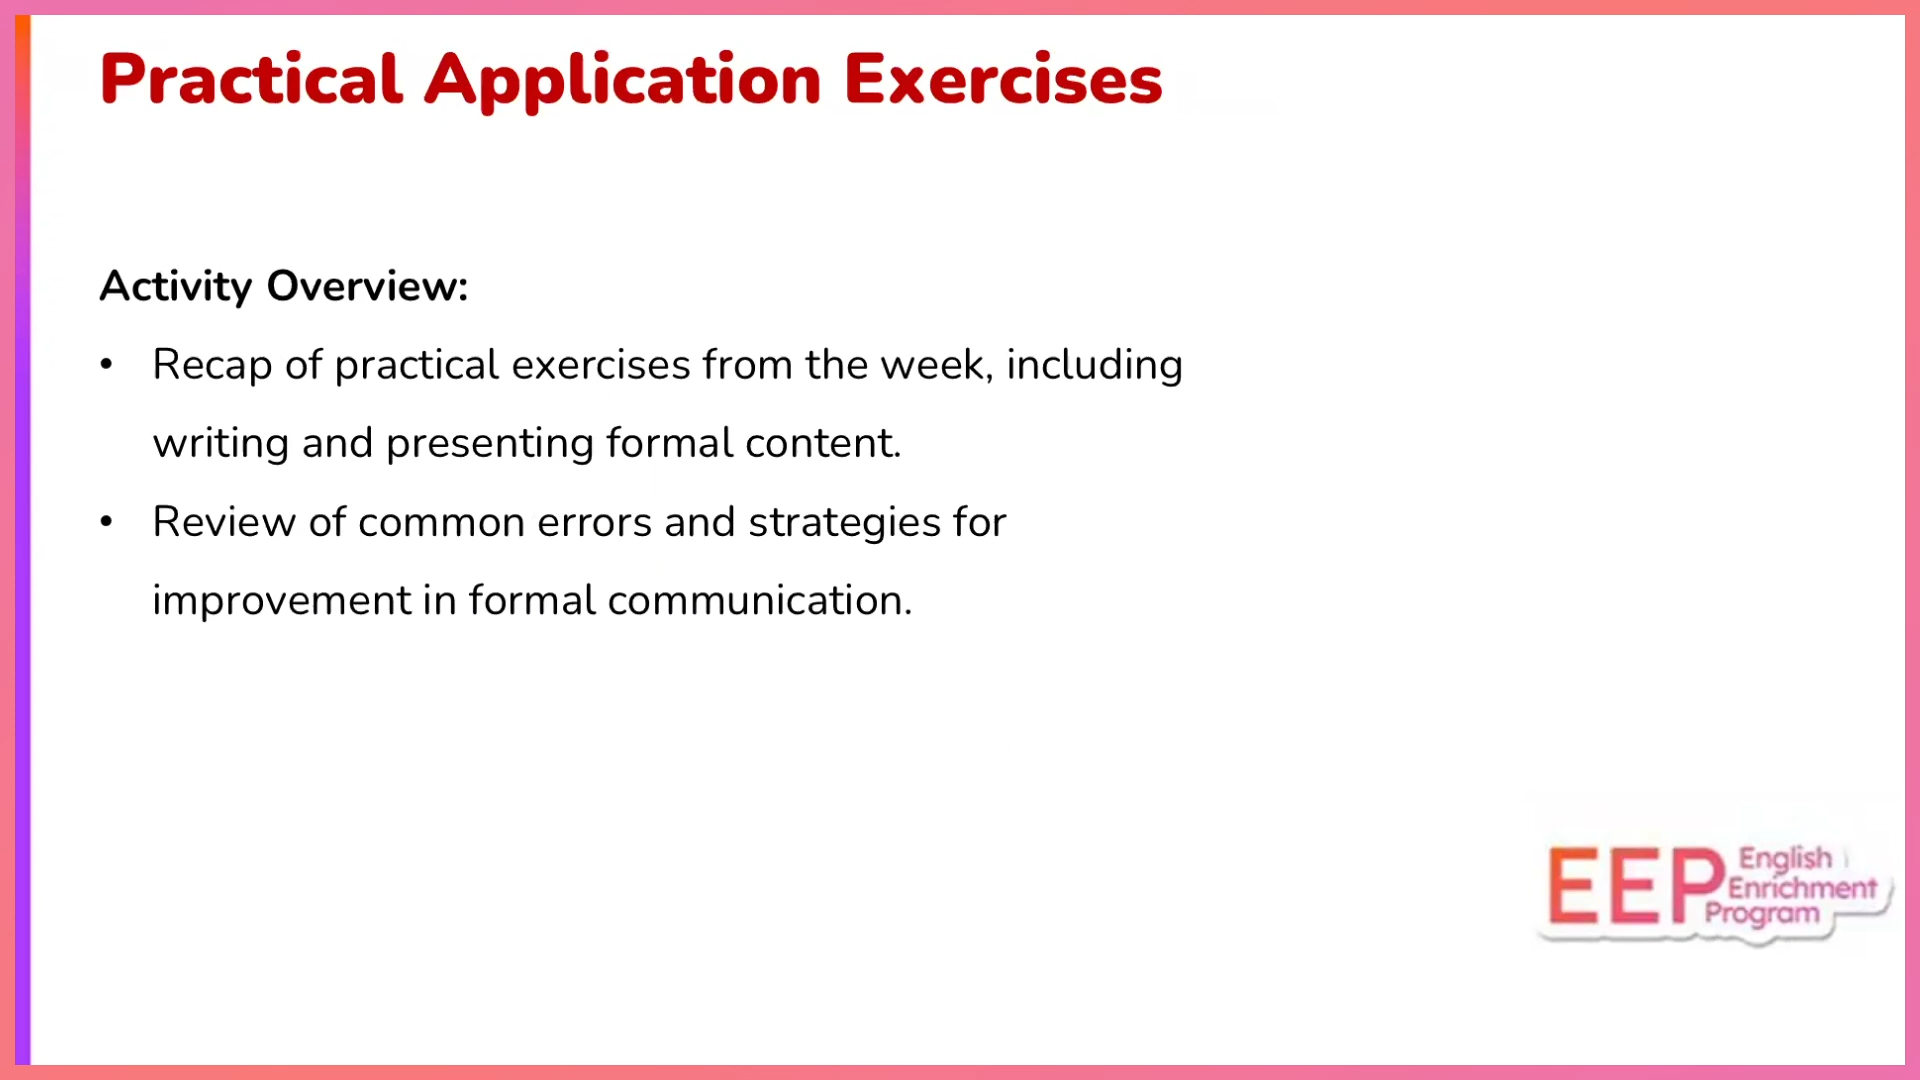 Practical Application Exercises
Activity Overview:
• Recap of practical exercises from the week, including
writing and presenting formal content.
• Review of common errors and strategies for
improvement in formal communication.
EEP English
Enrichment
Program